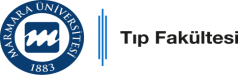 MARMARA ÜNİVERSİTESİ
1883
Tıp Fakültesi